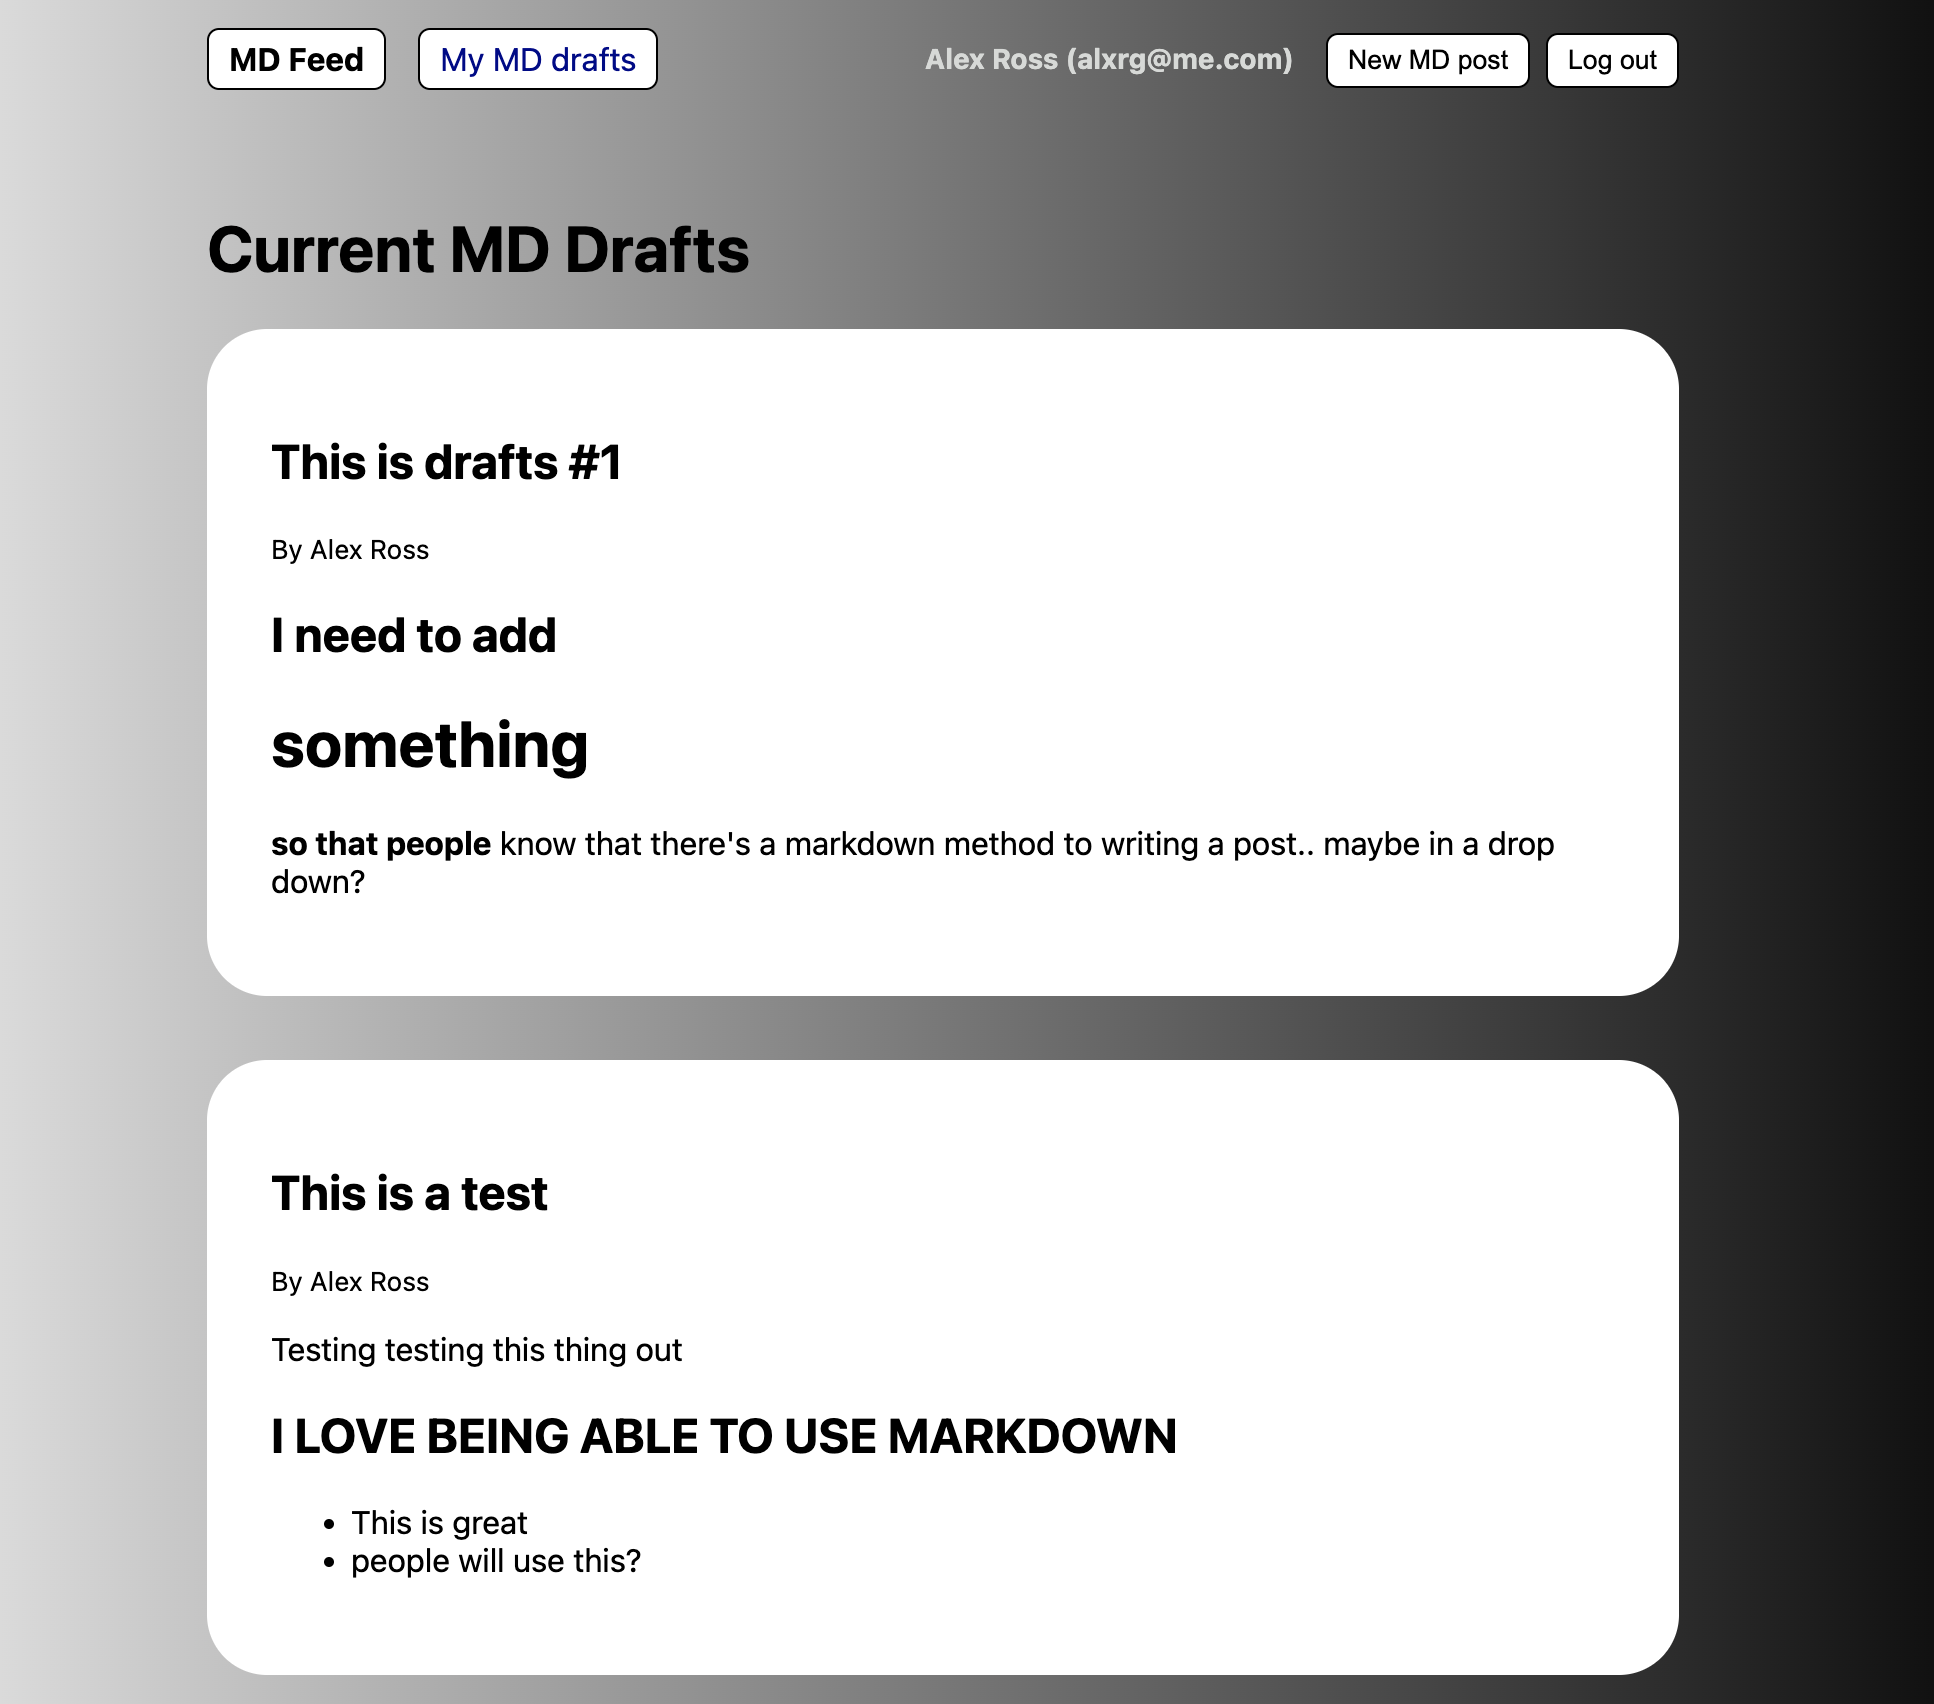 MD Feed
My MD drafts
Alex Ross (alxrg@me.com)
New MD post
Log out
Current MD Drafts
This is drafts #1
By Alex Ross
I need to add
something
so that people know that there's a markdown method to writing a post.. maybe in a drop
down?
This is a test
By Alex Ross
Testing testing this thing out
I LOVE BEING ABLE TO USE MARKDOWN
• This is great
• people will use this?